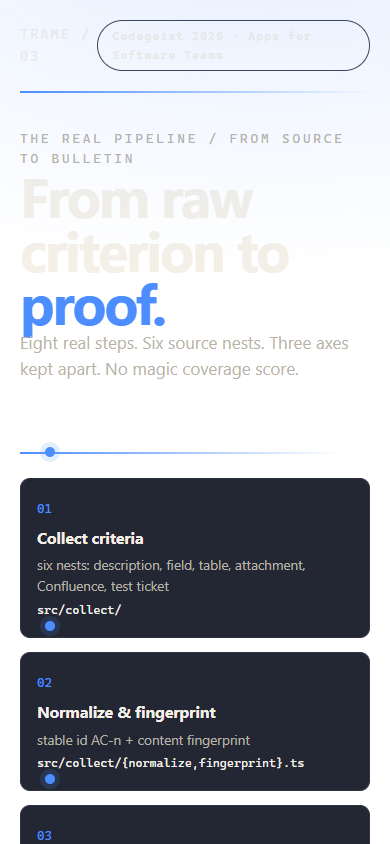 TRAME /
03
Codegeist 2026 · Apps for
Software Teams
THE REAL PIPELINE / FROM SOURCE
TO BULLETIN
From raw
criterion to
proof.
Eight real steps. Six source nests. Three axes
kept apart. No magic coverage score.
01
Collect criteria
six nests: description, field, table, attachment,
Confluence, test ticket
src/collect/
02
Normalize & fingerprint
stable id AC-n + content fingerprint
src/collect/{normalize,fingerprint}.ts
03